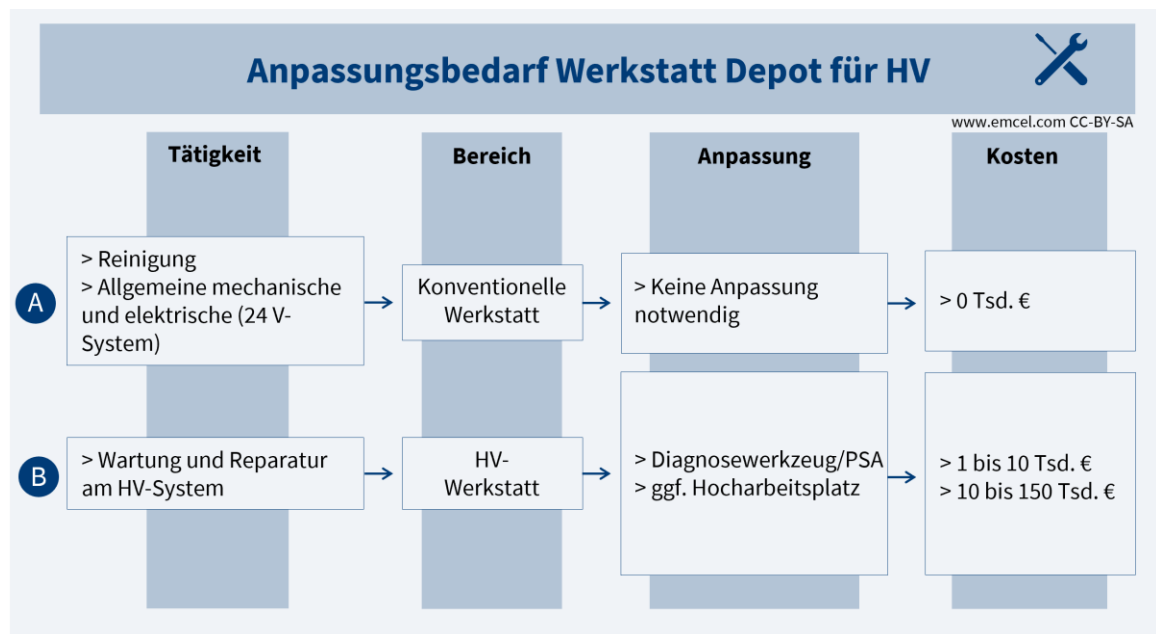 Anpassungsbedarf Werkstatt Depot für HV
www.emcel.com CC-BY-SA
Tätigkeit
Bereich
Anpassung
Kosten
A
> Reinigung
> Allgemeine mechanische
und elektrische (24 V-
System)
Konventionelle
Werkstatt
> Keine Anpassung
notwendig
> 0 Tsd. €
B
> Wartung und Reparatur
am HV-System
HV-
Werkstatt
> Diagnosewerkzeug/PSA
> ggf. Hocharbeitsplatz
> 1 bis 10 Tsd. €
> 10 bis 150 Tsd. €